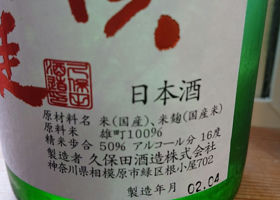 日本酒
原材料名 米(国産)、米麹(国産米)
原料米 雄町100%
精米歩合 50% アルコール分 16度
製造者 久保田酒造株式会社
神奈川県相模原市緑区根小屋702
製造年月 02.04